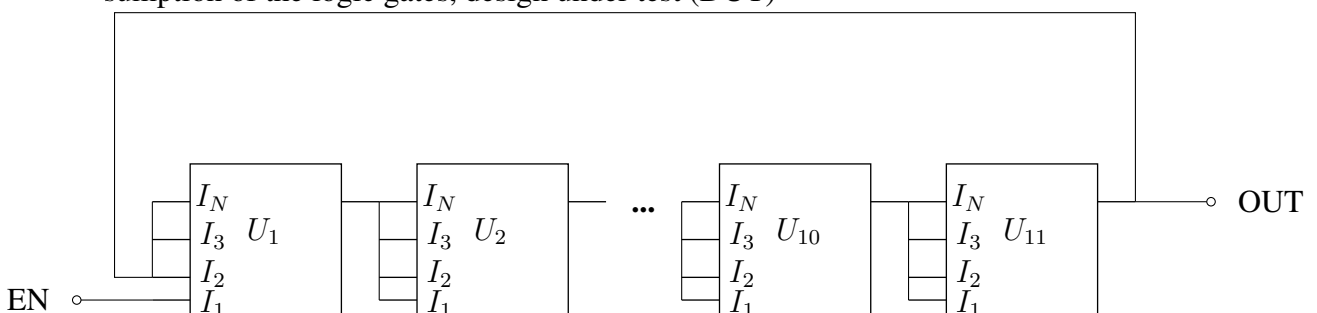 sumption of the logic gates, design under test (DUT)
I_N I_N ... I_N I_N OUT
I_3 U_1 I_3 U_2 I_3 U_10 I_3 U_11
I_2 I_2 I_2 I_2
EN I_1 I_1 I_1 I_1